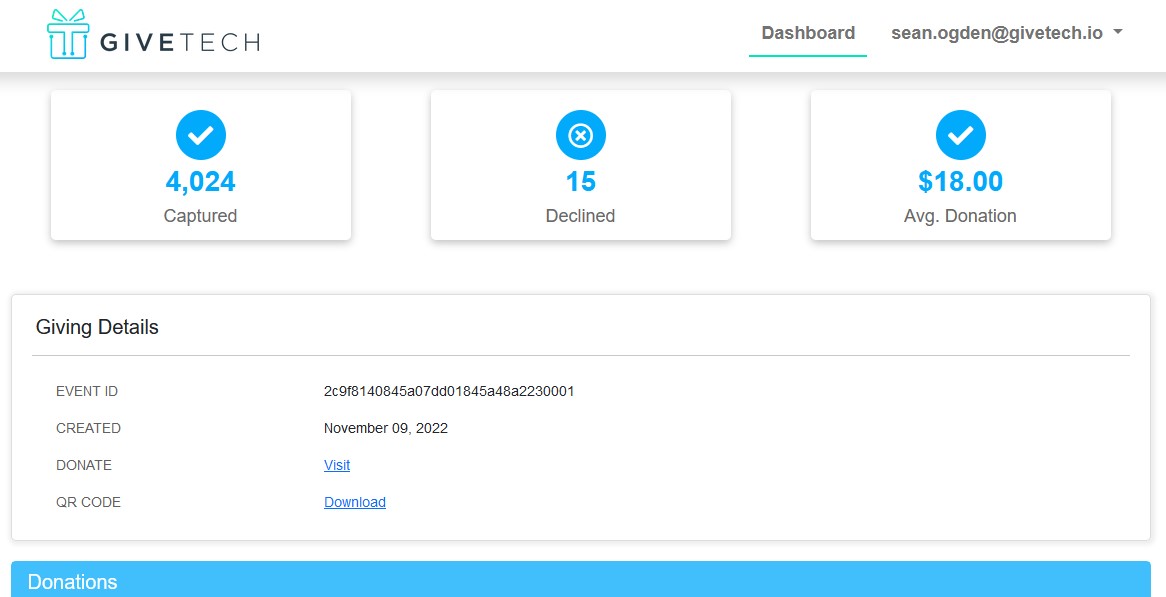 GIVETECH
Dashboard
sean.ogden@givetech.io
4,024
Captured
15
Declined
$18.00
Avg. Donation
Giving Details
EVENT ID 2c9f8140845a07dd01845a48a2230001
CREATED November 09, 2022
DONATE Visit
QR CODE Download
Donations